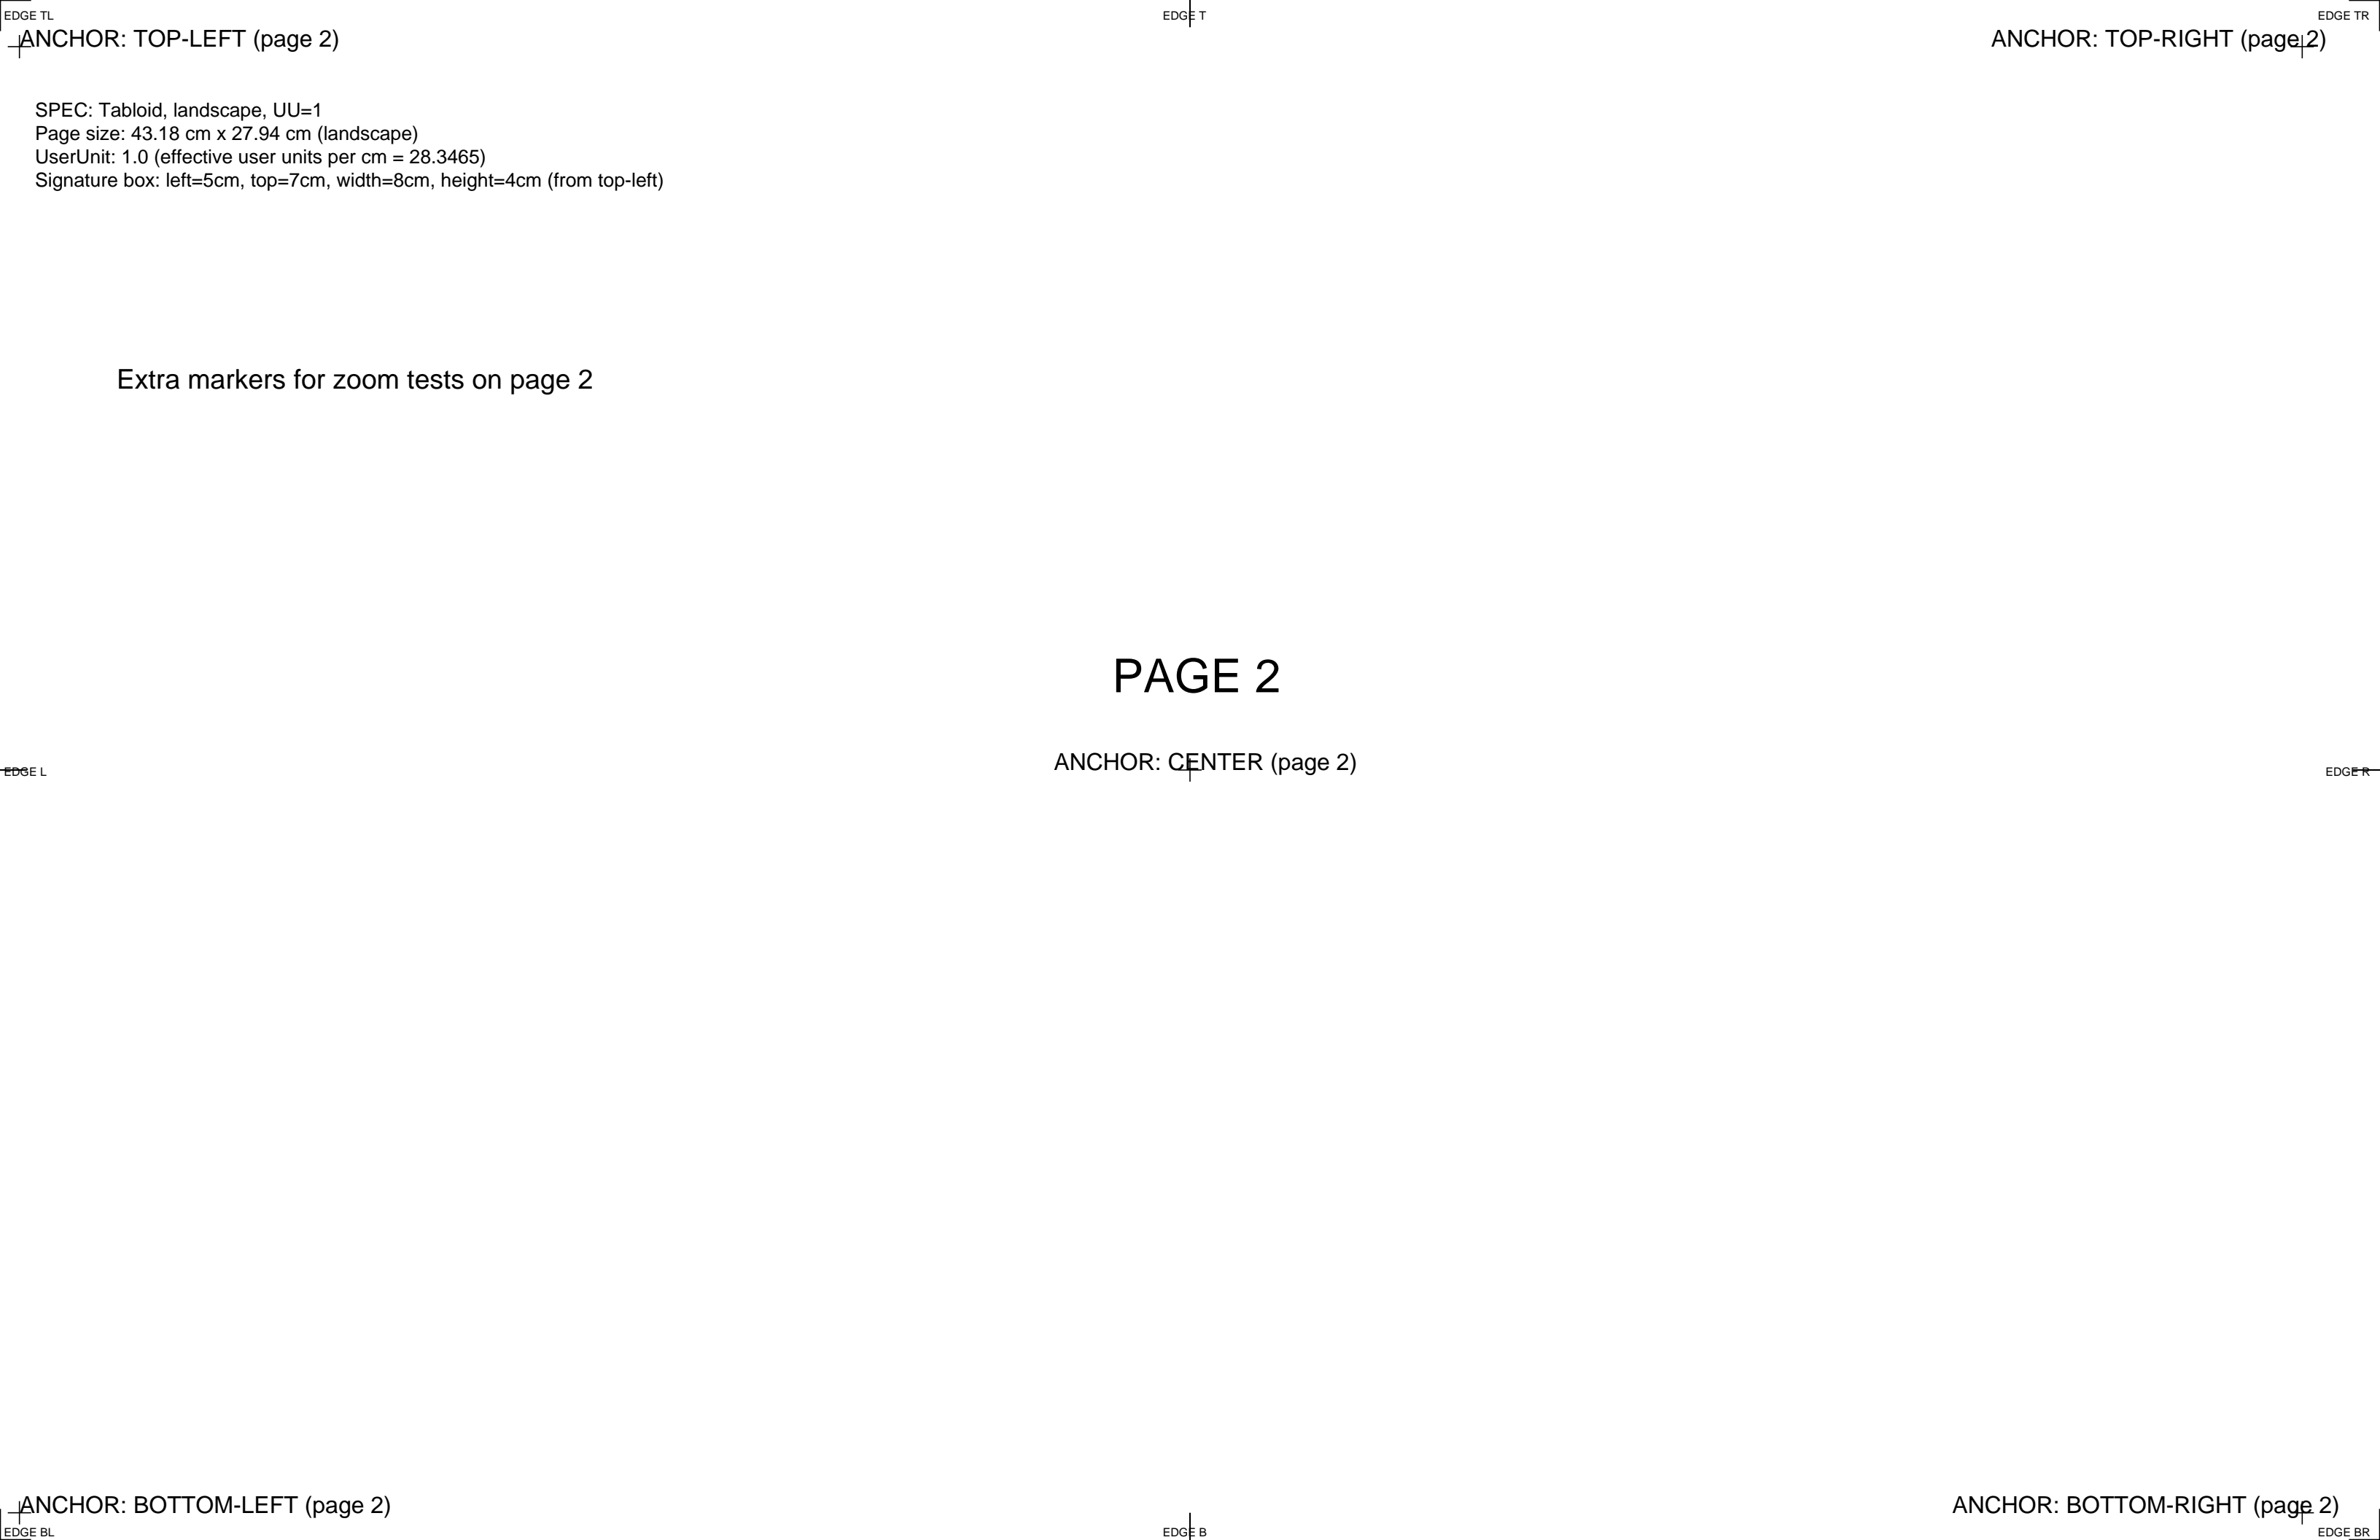 EDGE TL
EDGE T
EDGE TR
ANCHOR: TOP-LEFT (page 2)
ANCHOR: TOP-RIGHT (page 2)
SPEC: Tabloid, landscape, UU=1
Page size: 43.18 cm x 27.94 cm (landscape)
UserUnit: 1.0 (effective user units per cm = 28.3465)
Signature box: left=5cm, top=7cm, width=8cm, height=4cm (from top-left)
Extra markers for zoom tests on page 2
PAGE 2
ANCHOR: CENTER (page 2)
EDGE L
EDGE R
ANCHOR: BOTTOM-LEFT (page 2)
ANCHOR: BOTTOM-RIGHT (page 2)
EDGE BL
EDGE B
EDGE BR